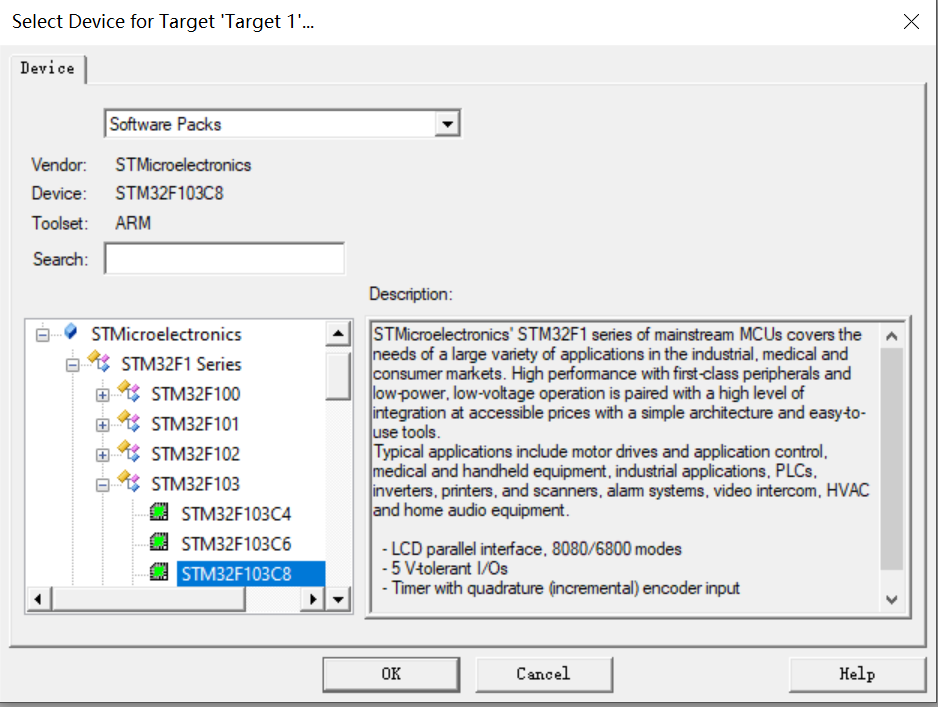 Select Device for Target 'Target 1'...
Device
Software Packs
Vendor: STMicroelectronics
Device: STM32F103C8
Toolset: ARM
Search:
STMicroelectronics
STM32F1 Series
STM32F100
STM32F101
STM32F102
STM32F103
STM32F103C4
STM32F103C6
STM32F103C8
Description:
STMicroelectronics' STM32F1 series of mainstream MCUs covers the
needs of a large variety of applications in the industrial, medical and
consumer markets. High performance with first-class peripherals and
low-power, low-voltage operation is paired with a high level of
integration at accessible prices with a simple architecture and easy-to-
use tools.
Typical applications include motor drives and application control,
medical and handheld equipment, industrial applications, PLCs,
inverters, printers, and scanners, alarm systems, video intercom, HVAC
and home audio equipment.
- LCD parallel interface, 8080/6800 modes
- 5 V-tolerant I/Os
- Timer with quadrature (incremental) encoder input
OK
Cancel
Help